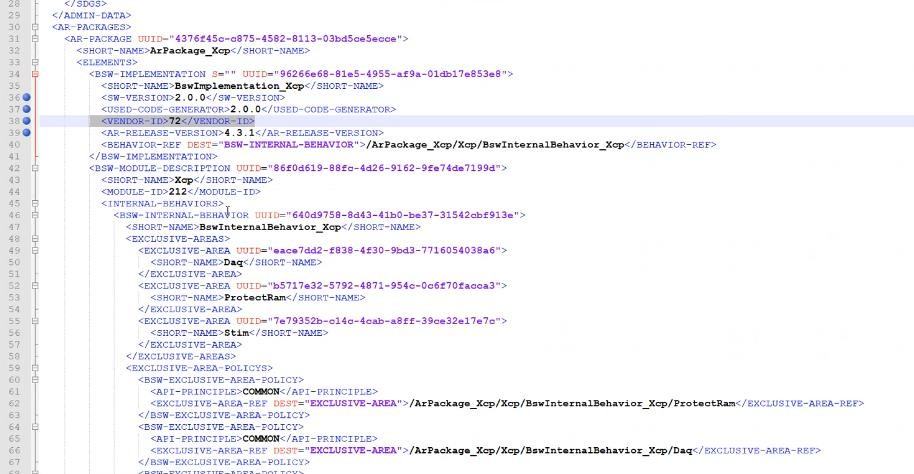 28 </SDGS>
29 </ADMIN-DATA>
30 <AR-PACKAGES>
31 <AR-PACKAGE UUID="4376f45c-c875-4582-8113-03bd5ce5ecce">
32 <SHORT-NAME>ArPackage_Xcp</SHORT-NAME>
33 <ELEMENTS>
34 <BSW-IMPLEMENTATION S="" UUID="96266e68-81e5-4955-af9a-01db17e853e8">
35 <SHORT-NAME>BswImplementation_Xcp</SHORT-NAME>
36 <SW-VERSION>2.0.0</SW-VERSION>
37 <USED-CODE-GENERATOR>2.0.0</USED-CODE-GENERATOR>
38 <VENDOR-ID>72</VENDOR-ID>
39 <AR-RELEASE-VERSION>4.3.1</AR-RELEASE-VERSION>
40 <BEHAVIOR-REF DEST="BSW-INTERNAL-BEHAVIOR">/ArPackage_Xcp/Xcp/BswInternalBehavior_Xcp</BEHAVIOR-REF>
41 </BSW-IMPLEMENTATION>
42 <BSW-MODULE-DESCRIPTION UUID="86f0d619-88fc-4d26-9162-9fe74de7199d">
43 <SHORT-NAME>Xcp</SHORT-NAME>
44 <MODULE-ID>212</MODULE-ID>
45 <INTERNAL-BEHAVIORS>
46 <BSW-INTERNAL-BEHAVIOR UUID="640d9758-8d43-41b0-be37-31542cbf913e">
47 <SHORT-NAME>BswInternalBehavior_Xcp</SHORT-NAME>
48 <EXCLUSIVE-AREAS>
49 <EXCLUSIVE-AREA UUID="eace7dd2-f838-4f30-9bd3-7716054038a6">
50 <SHORT-NAME>Daq</SHORT-NAME>
51 </EXCLUSIVE-AREA>
52 <EXCLUSIVE-AREA UUID="b5717e32-5792-4871-954c-0c6f70facca3">
53 <SHORT-NAME>ProtectRam</SHORT-NAME>
54 </EXCLUSIVE-AREA>
55 <EXCLUSIVE-AREA UUID="7e79352b-c14c-4cab-a8ff-39ce32e17e7c">
56 <SHORT-NAME>Stim</SHORT-NAME>
57 </EXCLUSIVE-AREA>
58 </EXCLUSIVE-AREAS>
59 <EXCLUSIVE-AREA-POLICYS>
60 <BSW-EXCLUSIVE-AREA-POLICY>
61 <API-PRINCIPLE>COMMON</API-PRINCIPLE>
62 <EXCLUSIVE-AREA-REF DEST="EXCLUSIVE-AREA">/ArPackage_Xcp/Xcp/BswInternalBehavior_Xcp/ProtectRam</EXCLUSIVE-AREA-REF>
63 </BSW-EXCLUSIVE-AREA-POLICY>
64 <BSW-EXCLUSIVE-AREA-POLICY>
65 <API-PRINCIPLE>COMMON</API-PRINCIPLE>
66 <EXCLUSIVE-AREA-REF DEST="EXCLUSIVE-AREA">/ArPackage_Xcp/Xcp/BswInternalBehavior_Xcp/Daq</EXCLUSIVE-AREA-REF>
67 </BSW-EXCLUSIVE-AREA-POLICY>